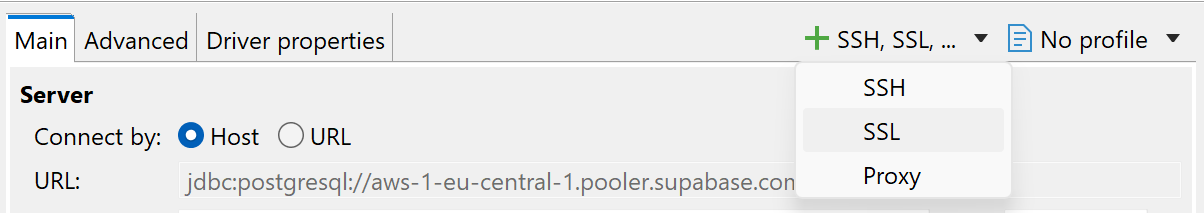 Main Advanced Driver properties SSH, SSL, ... No profile
SSH
Server
SSL
Connect by: Host URL
Proxy
URL: jdbc:postgresql://aws-1-eu-central-1.pooler.supabase.com